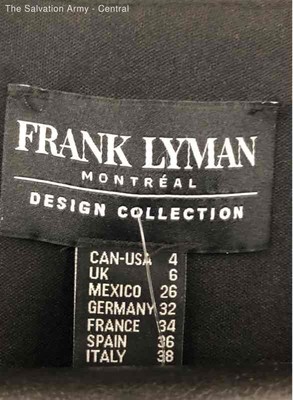 The Salvation Army - Central
FRANK LYMAN
MONTRÉAL
DESIGN COLLECTION
CAN-USA 4
UK 6
MEXICO 26
GERMANY 32
FRANCE 34
SPAIN 36
ITALY 38